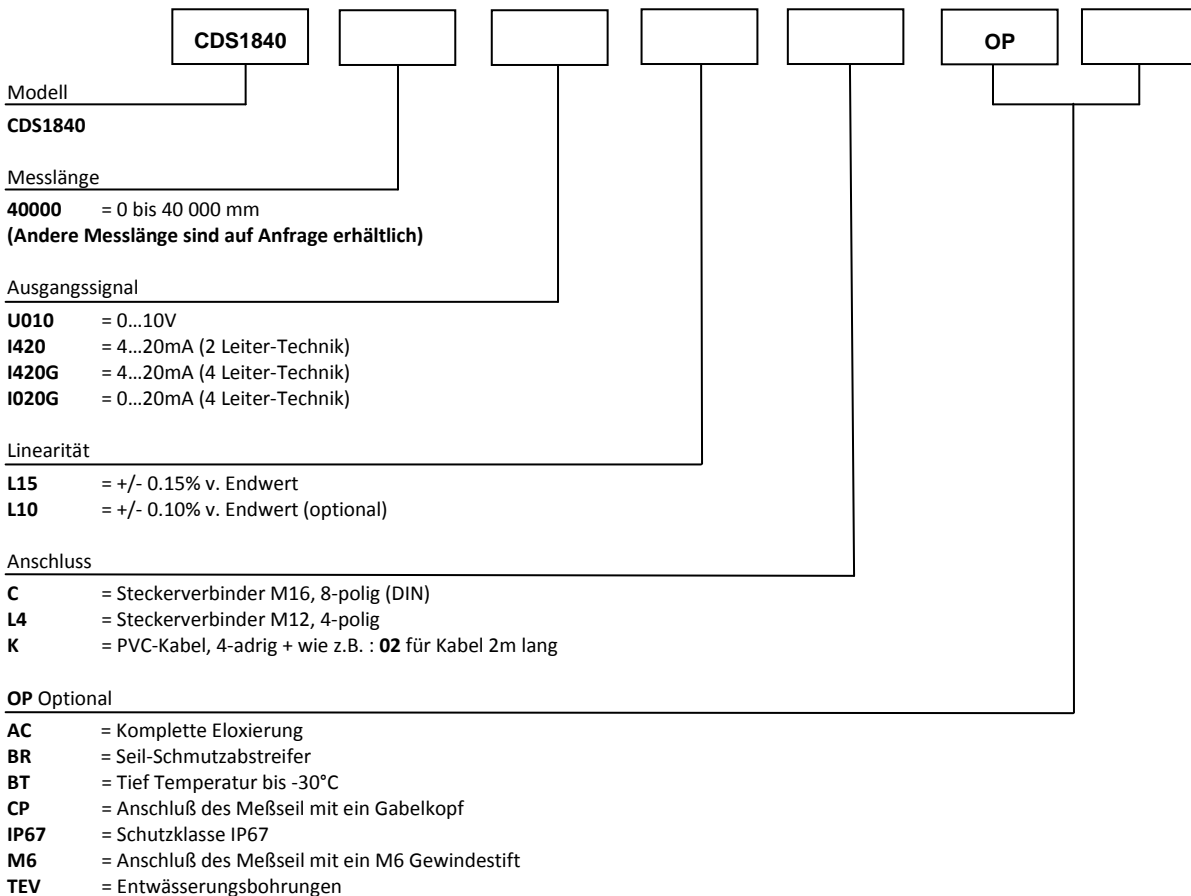 CDS1840 OP
Modell
CDS1840
Messlänge
40000 = 0 bis 40 000 mm
(Andere Messlänge sind auf Anfrage erhältlich)
Ausgangssignal
U010 = 0...10V
I420 = 4...20mA (2 Leiter-Technik)
I420G = 4...20mA (4 Leiter-Technik)
I020G = 0...20mA (4 Leiter-Technik)
Linearität
L15 = +/- 0.15% v. Endwert
L10 = +/- 0.10% v. Endwert (optional)
Anschluss
C = Steckerverbinder M16, 8-polig (DIN)
L4 = Steckerverbinder M12, 4-polig
K = PVC-Kabel, 4-adrig + wie z.B. : 02 für Kabel 2m lang
OP Optional
AC = Komplette Eloxierung
BR = Seil-Schmutzabstreifer
BT = Tief Temperatur bis -30°C
CP = Anschluß des Meßseil mit ein Gabelkopf
IP67 = Schutzklasse IP67
M6 = Anschluß des Meßseil mit ein M6 Gewindestift
TEV = Entwässerungsbohrungen